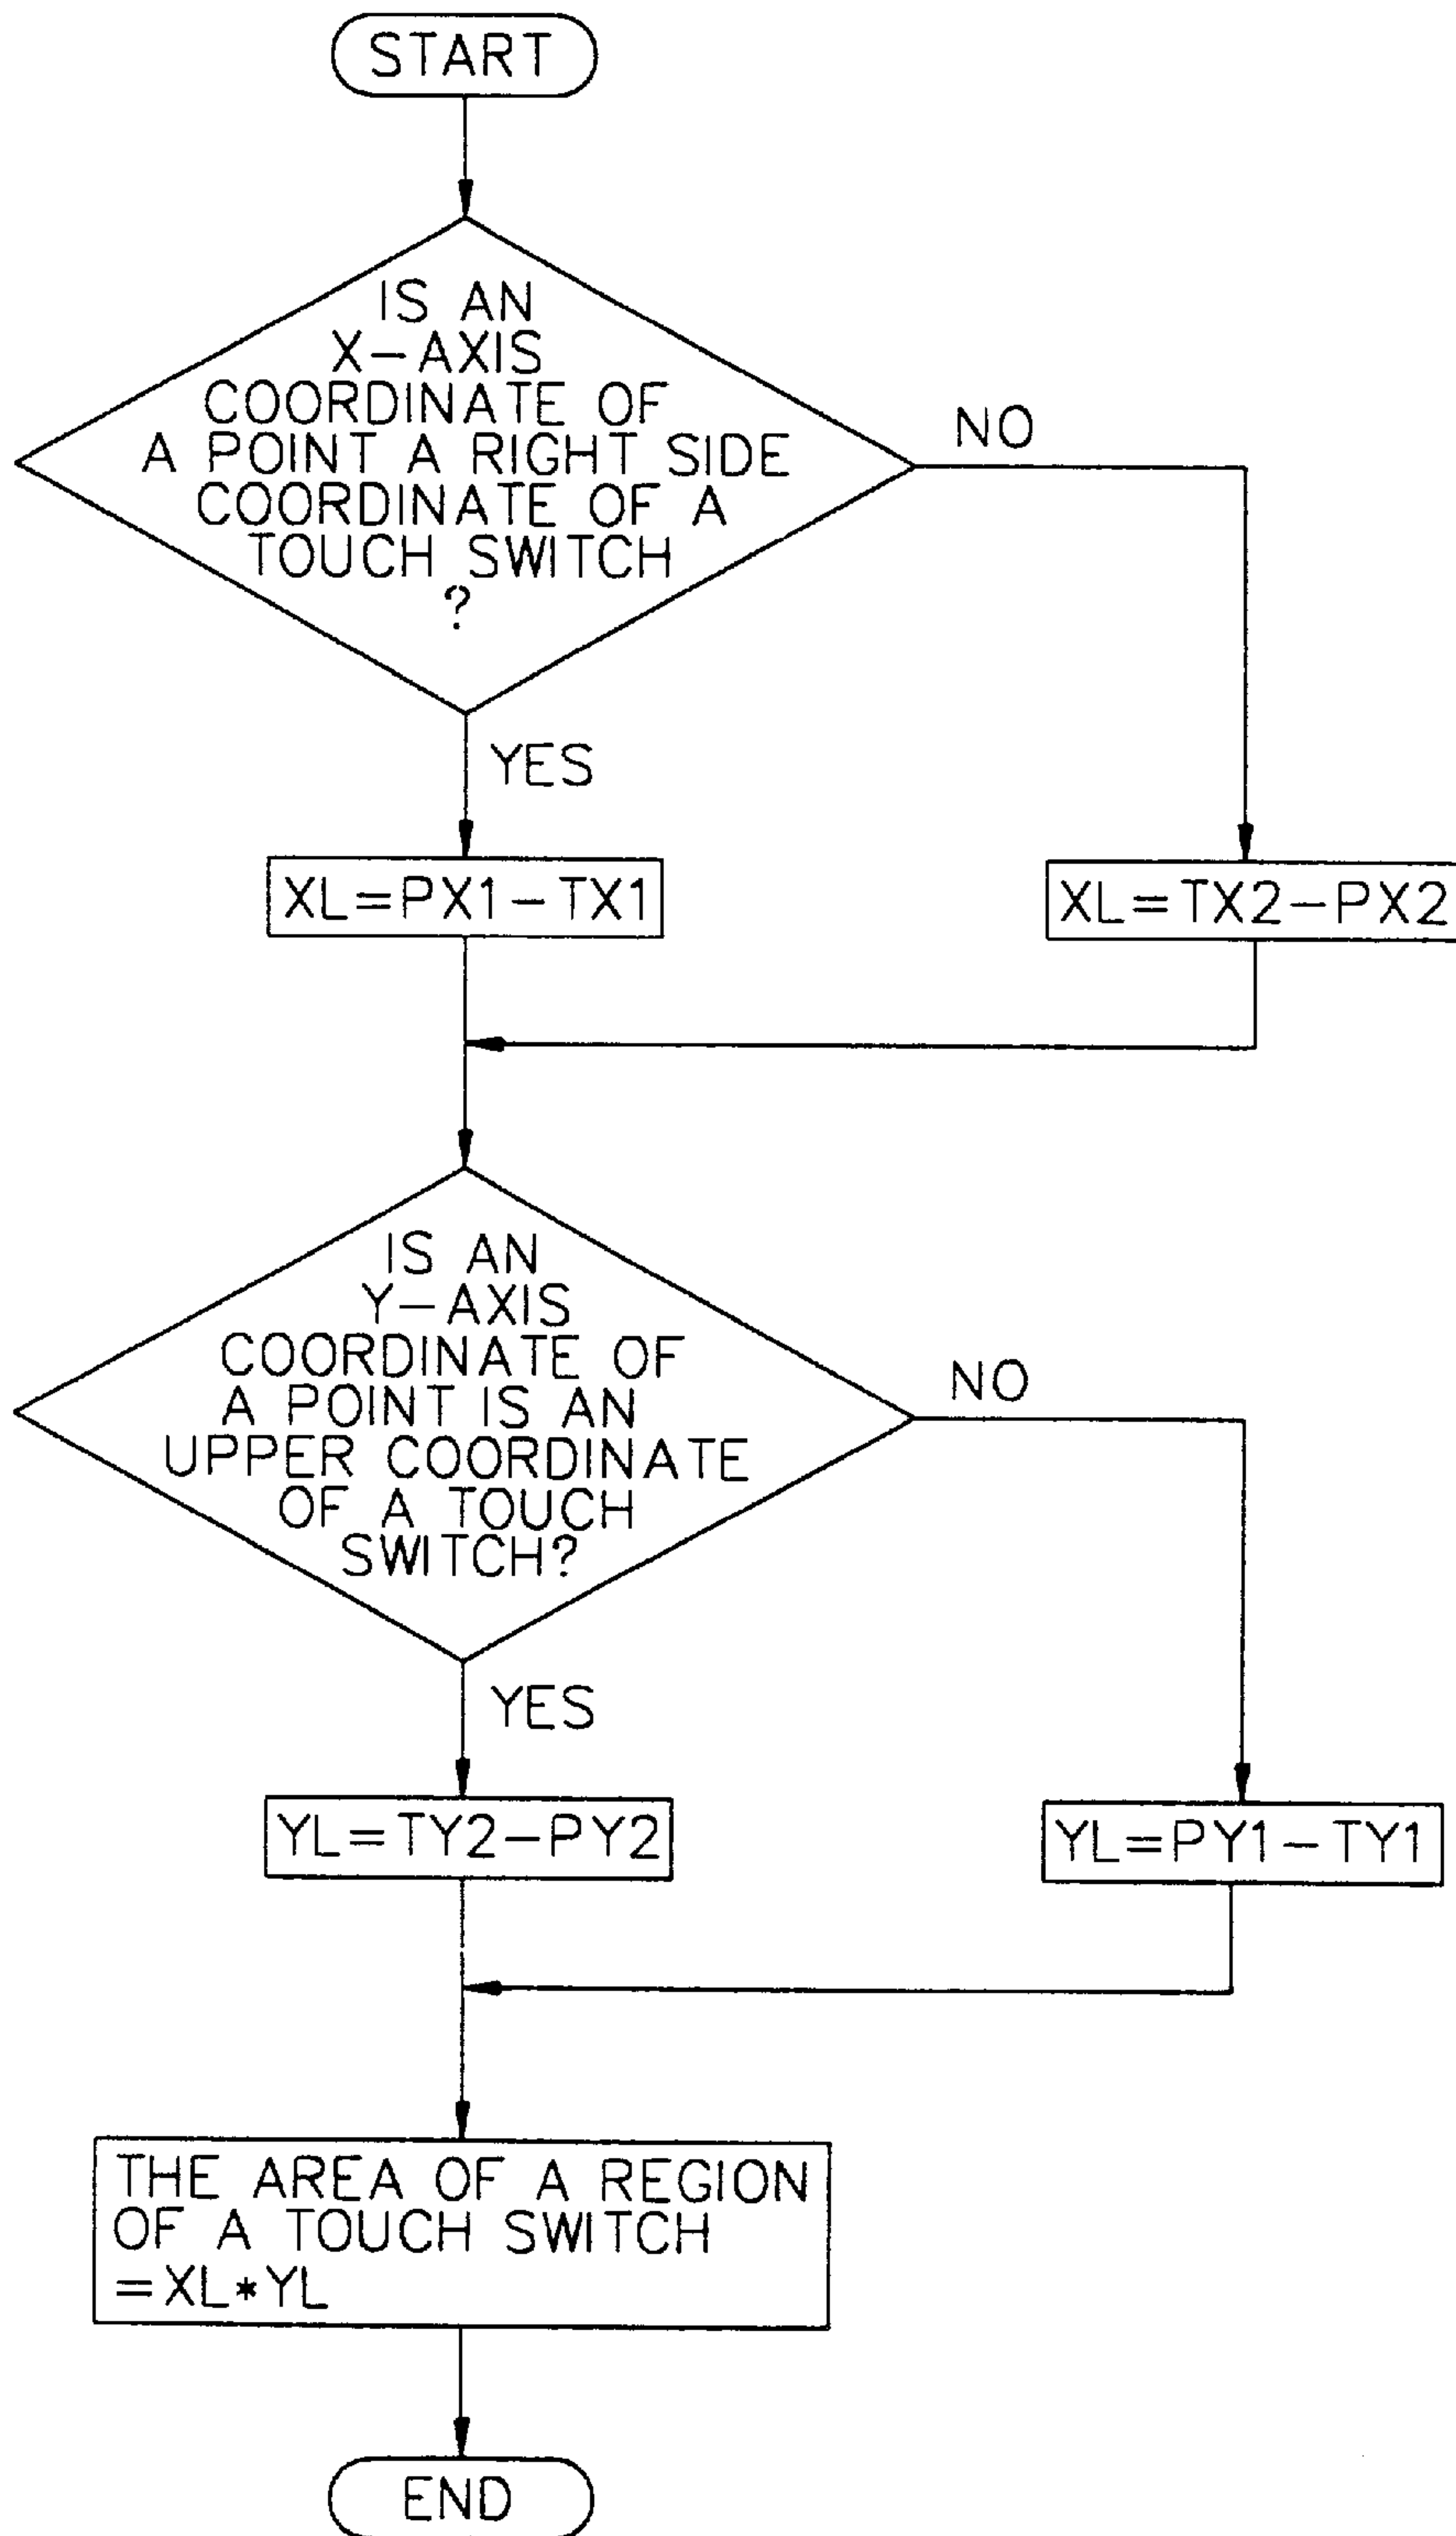 START
IS AN
X-AXIS
COORDINATE OF
A POINT A RIGHT SIDE
COORDINATE OF A
TOUCH SWITCH
?
NO
YES
XL=PX1-TX1
XL=TX2-PX2
IS AN
Y-AXIS
COORDINATE OF
A POINT IS AN
UPPER COORDINATE
OF A TOUCH
SWITCH?
NO
YES
YL=TY2-PY2
YL=PY1-TY1
THE AREA OF A REGION
OF A TOUCH SWITCH
=XL*YL
END